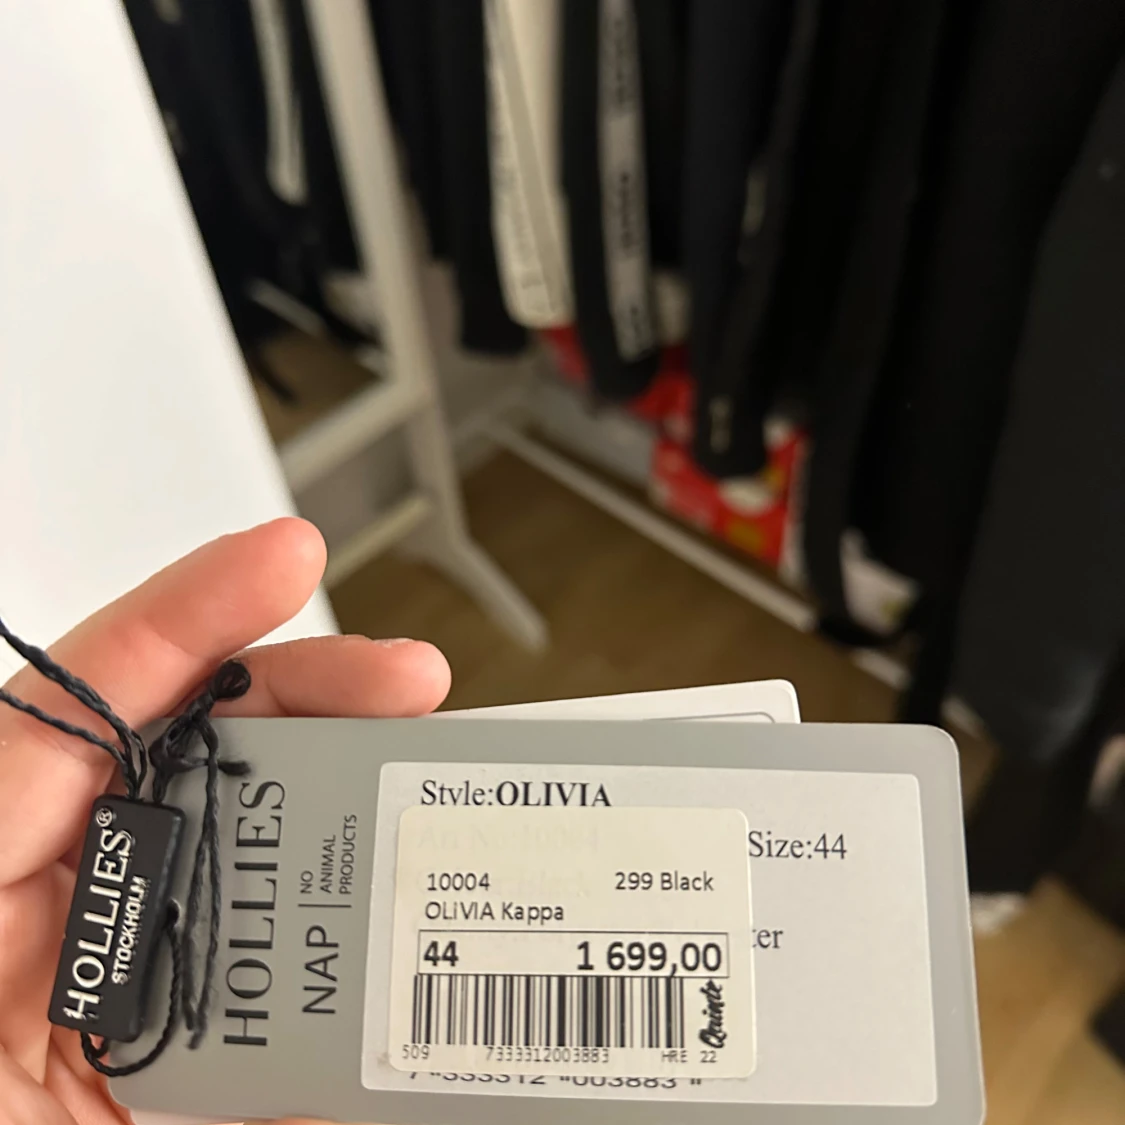 HOLLIES®
STOCKHOLM
HOLLIES
NAP
NO
ANIMAL
PRODUCTS
Style:OLIVIA
Size:44
10004 299 Black
OLiVIA Kappa
44 1 699,00
Quinte
509 7333312003883 HRE 22